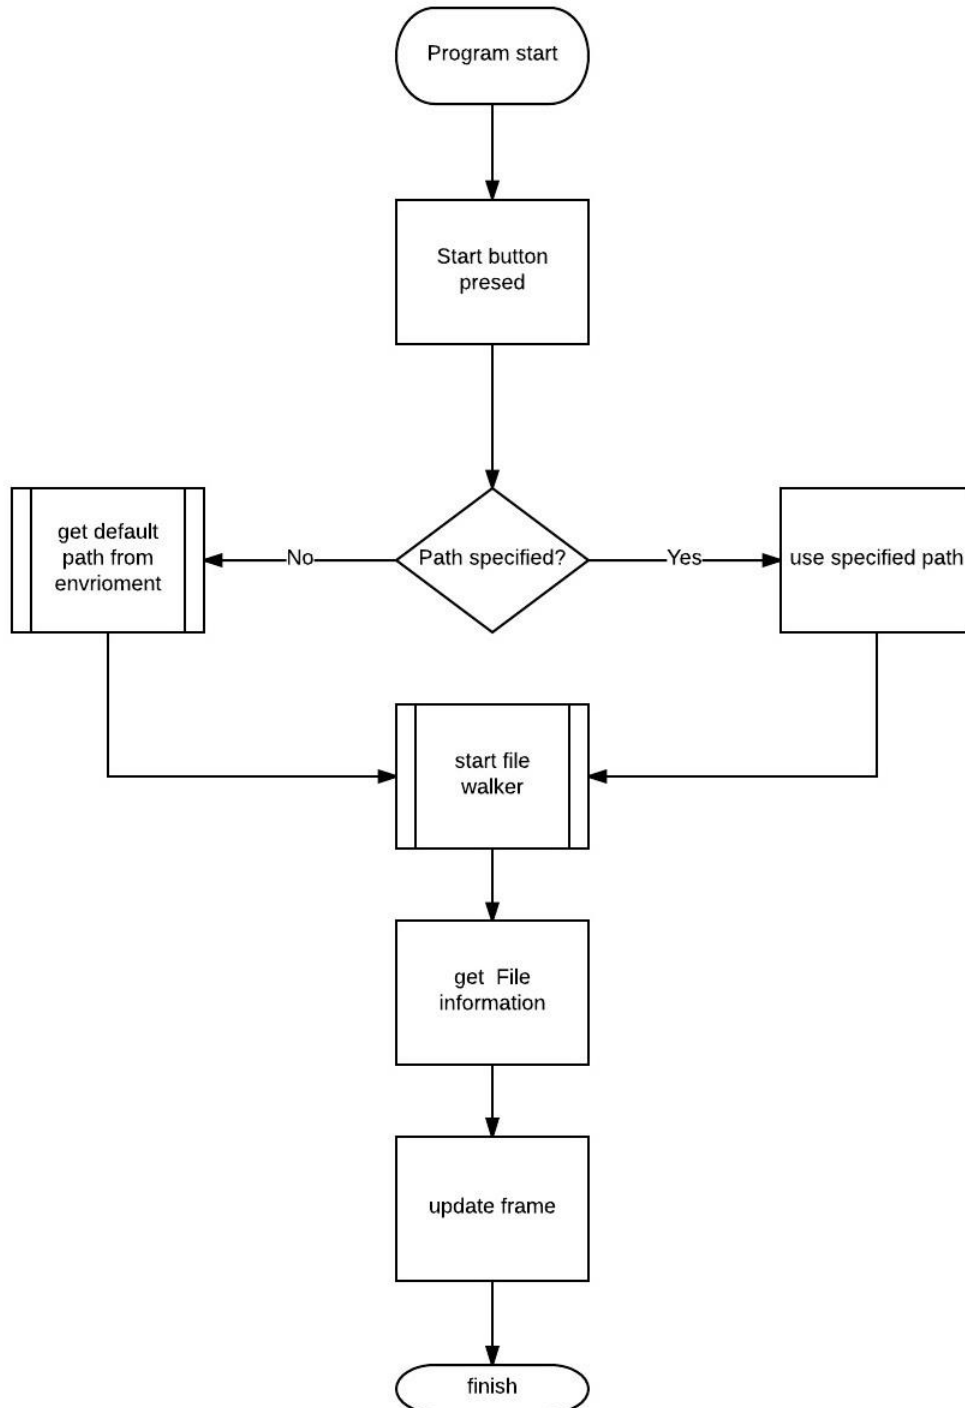 Program start
Start button
presed
get default
path from
envrioment
No
Path specified?
Yes
use specified path
start file
walker
get  File
information
update frame
finish